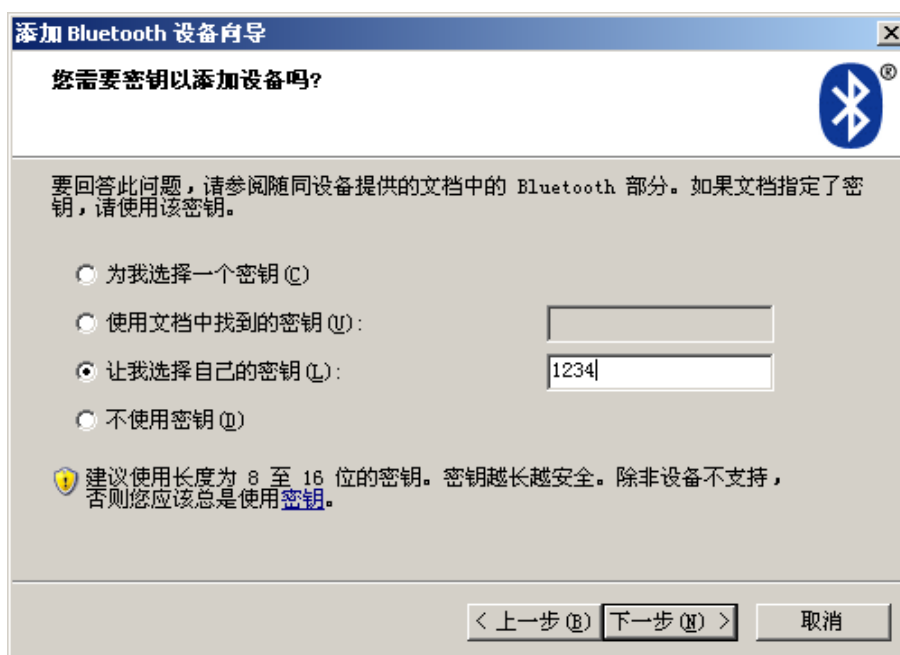 添加 Bluetooth 设备向导
您需要密钥以添加设备吗?
®
要回答此问题，请参阅随同设备提供的文档中的 Bluetooth 部分。如果文档指定了密
钥，请使用该密钥。
为我选择一个密钥(C)
使用文档中找到的密钥(U):
让我选择自己的密钥(L): 1234
不使用密钥(D)
建议使用长度为 8 至 16 位的密钥。密钥越长越安全。除非设备不支持，
否则您应该总是使用密钥。
< 上一步(B) 下一步(N) > 取消